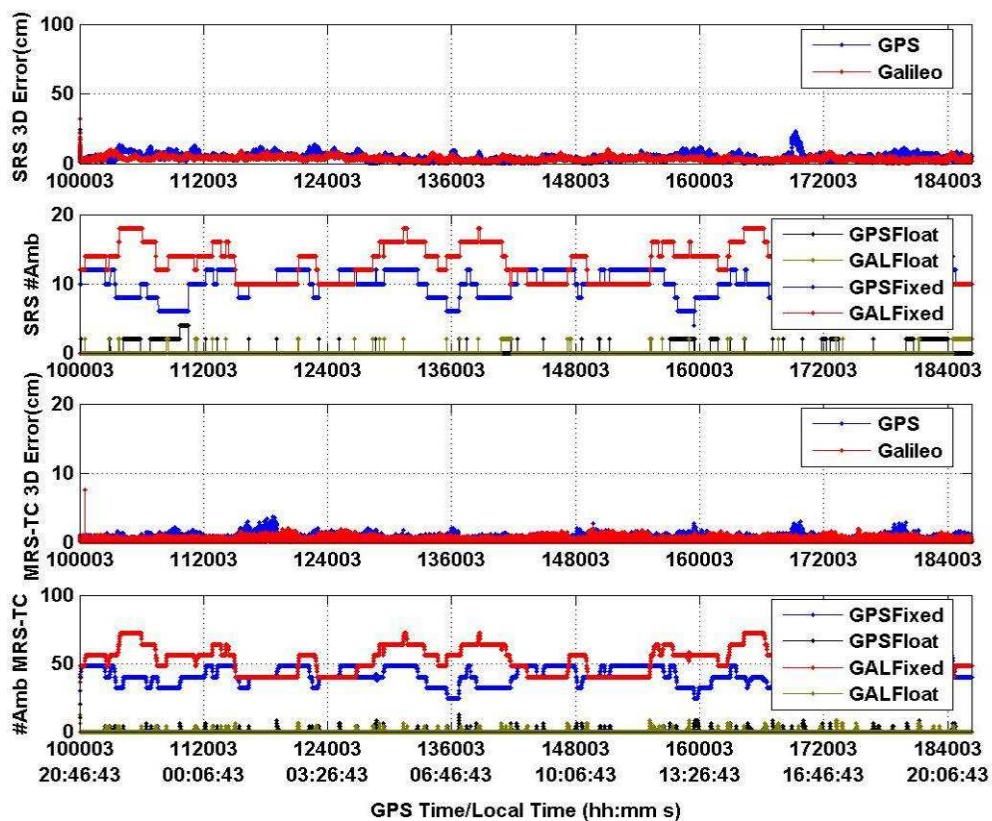 SRS 3D Error(cm)
100
50
0
GPS
Galileo
100003 112003 124003 136003 148003 160003 172003 184003
SRS #Amb
20
10
0
GPSFloat
GALFloat
GPSFixed
GALFixed
100003 112003 124003 136003 148003 160003 172003 184003
MRS-TC 3D Error(cm)
20
10
0
GPS
Galileo
100003 112003 124003 136003 148003 160003 172003 184003
#Amb MRS-TC
100
50
0
GPSFixed
GPSFloat
GALFixed
GALFloat
100003 112003 124003 136003 148003 160003 172003 184003
20:46:43 00:06:43 03:26:43 06:46:43 10:06:43 13:26:43 16:46:43 20:06:43
GPS Time/Local Time (hh:mm s)